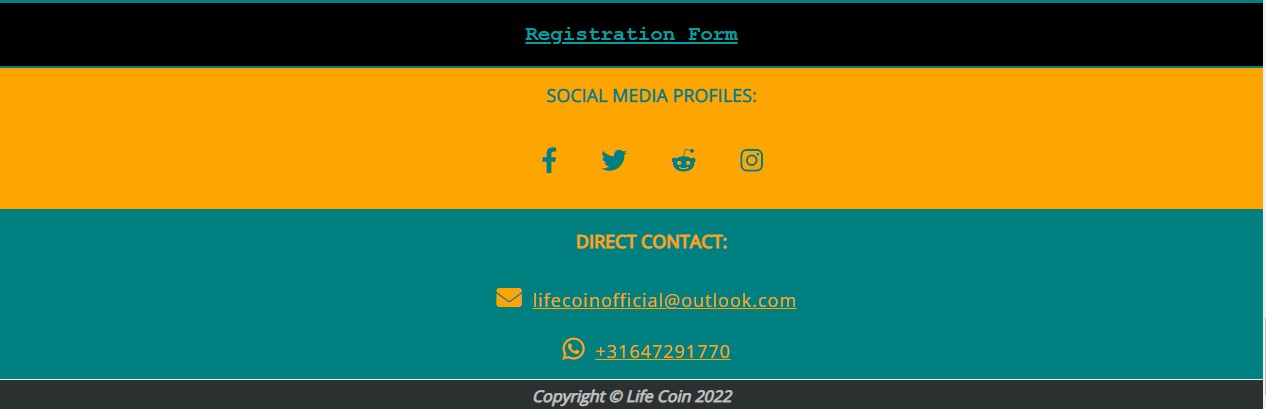 Registration Form
SOCIAL MEDIA PROFILES:
DIRECT CONTACT:
lifecoinofficial@outlook.com
+31647291770
Copyright © Life Coin 2022